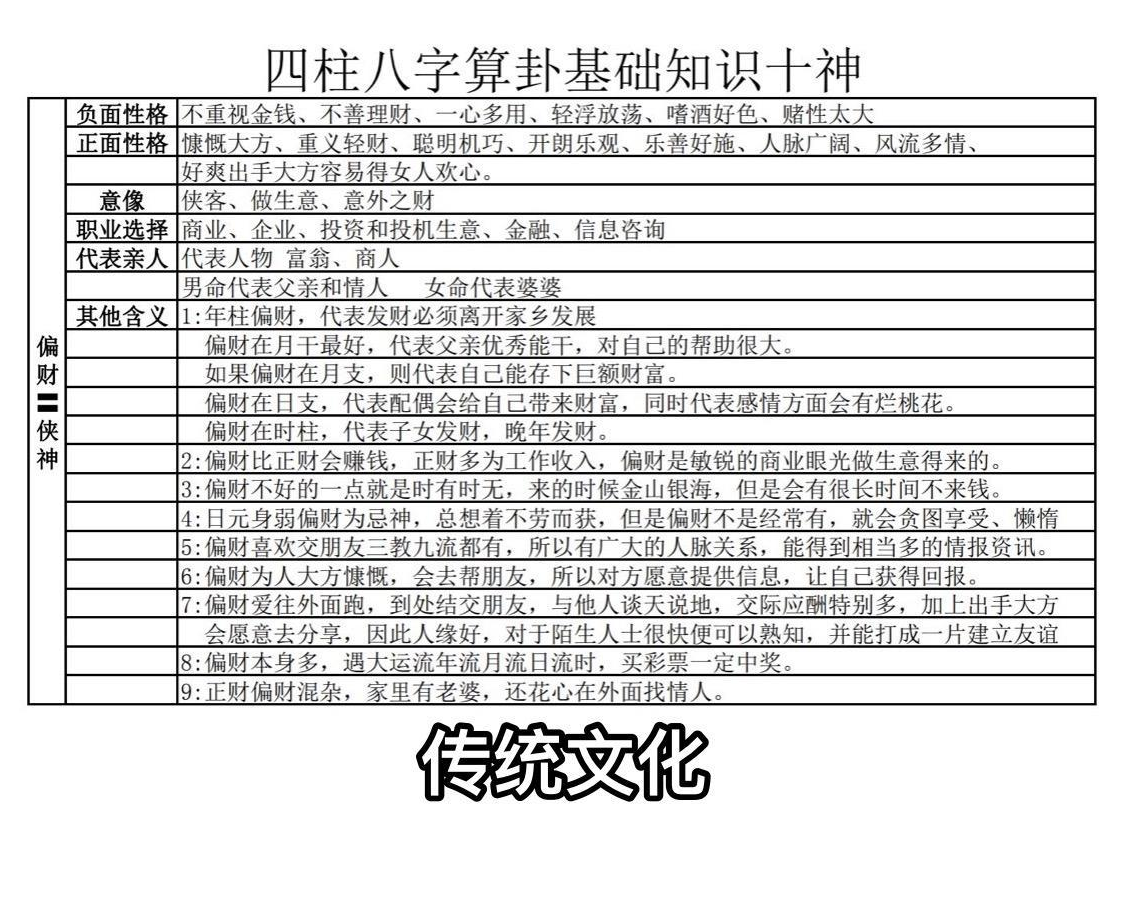 四柱八字算卦基础知识十神
偏财〓侠神
负面性格 不重视金钱、不善理财、一心多用、轻浮放荡、嗜酒好色、赌性太大
正面性格 慷慨大方、重义轻财、聪明机巧、开朗乐观、乐善好施、人脉广阔、风流多情、
好爽出手大方容易得女人欢心。
意像 侠客、做生意、意外之财
职业选择 商业、企业、投资和投机生意、金融、信息咨询
代表亲人 代表人物 富翁、商人
男命代表父亲和情人 女命代表婆婆
其他含义 1:年柱偏财，代表发财必须离开家乡发展
偏财在月干最好，代表父亲优秀能干，对自己的帮助很大。
如果偏财在月支，则代表自己能存下巨额财富。
偏财在日支，代表配偶会给自己带来财富，同时代表感情方面会有烂桃花。
偏财在时柱，代表子女发财，晚年发财。
2:偏财比正财会赚钱，正财多为工作收入，偏财是敏锐的商业眼光做生意得来的。
3:偏财不好的一点就是时有时无，来的时候金山银海，但是会有很长时间不来钱。
4:日元身弱偏财为忌神，总想着不劳而获，但是偏财不是经常有，就会贪图享受、懒惰
5:偏财喜欢交朋友三教九流都有，所以有广大的人脉关系，能得到相当多的情报资讯。
6:偏财为人大方慷慨，会去帮朋友，所以对方愿意提供信息，让自己获得回报。
7:偏财爱往外面跑，到处结交朋友，与他人谈天说地，交际应酬特别多，加上出手大方
会愿意去分享，因此人缘好，对于陌生人士很快便可以熟知，并能打成一片建立友谊
8:偏财本身多，遇大运流年流月流日流时，买彩票一定中奖。
9:正财偏财混杂，家里有老婆，还花心在外面找情人。
传统文化